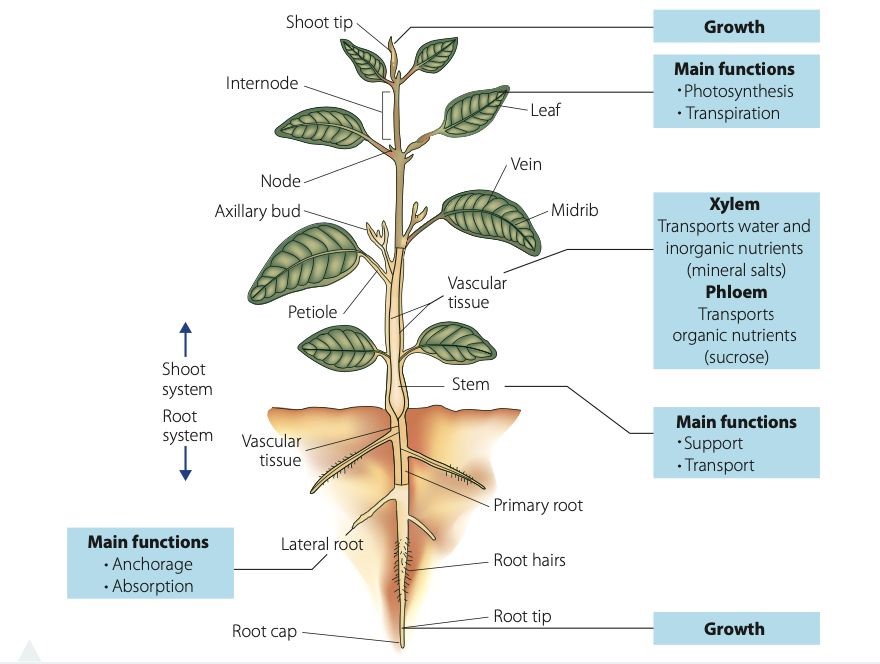 Shoot tip
Growth
Main functions
• Photosynthesis
• Transpiration
Internode
Leaf
Node
Vein
Axillary bud
Midrib
Xylem
Transports water and
inorganic nutrients
(mineral salts)
Phloem
Transports
organic nutrients
(sucrose)
Vascular
tissue
Petiole
Shoot
system
Stem
Root
system
Main functions
• Support
• Transport
Vascular
tissue
Primary root
Lateral root
Main functions
• Anchorage
• Absorption
Root hairs
Root tip
Root cap
Growth